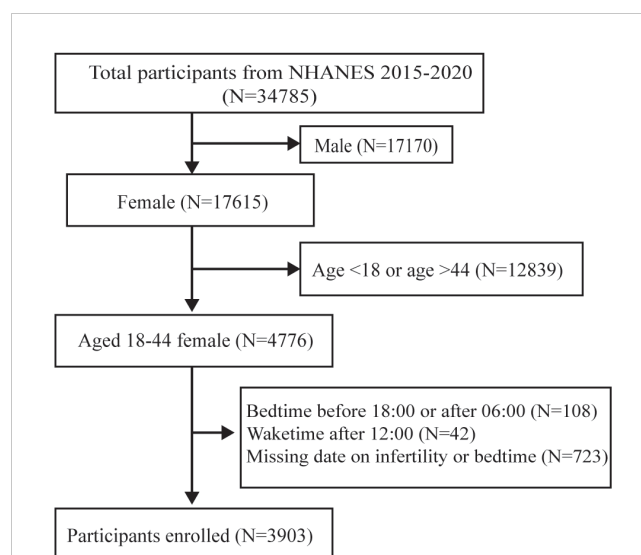 Total participants from NHANES 2015-2020
(N=34785)
Male (N=17170)
Female (N=17615)
Age <18 or age >44 (N=12839)
Aged 18-44 female (N=4776)
Bedtime before 18:00 or after 06:00 (N=108)
Waketime after 12:00 (N=42)
Missing date on infertility or bedtime (N=723)
Participants enrolled (N=3903)